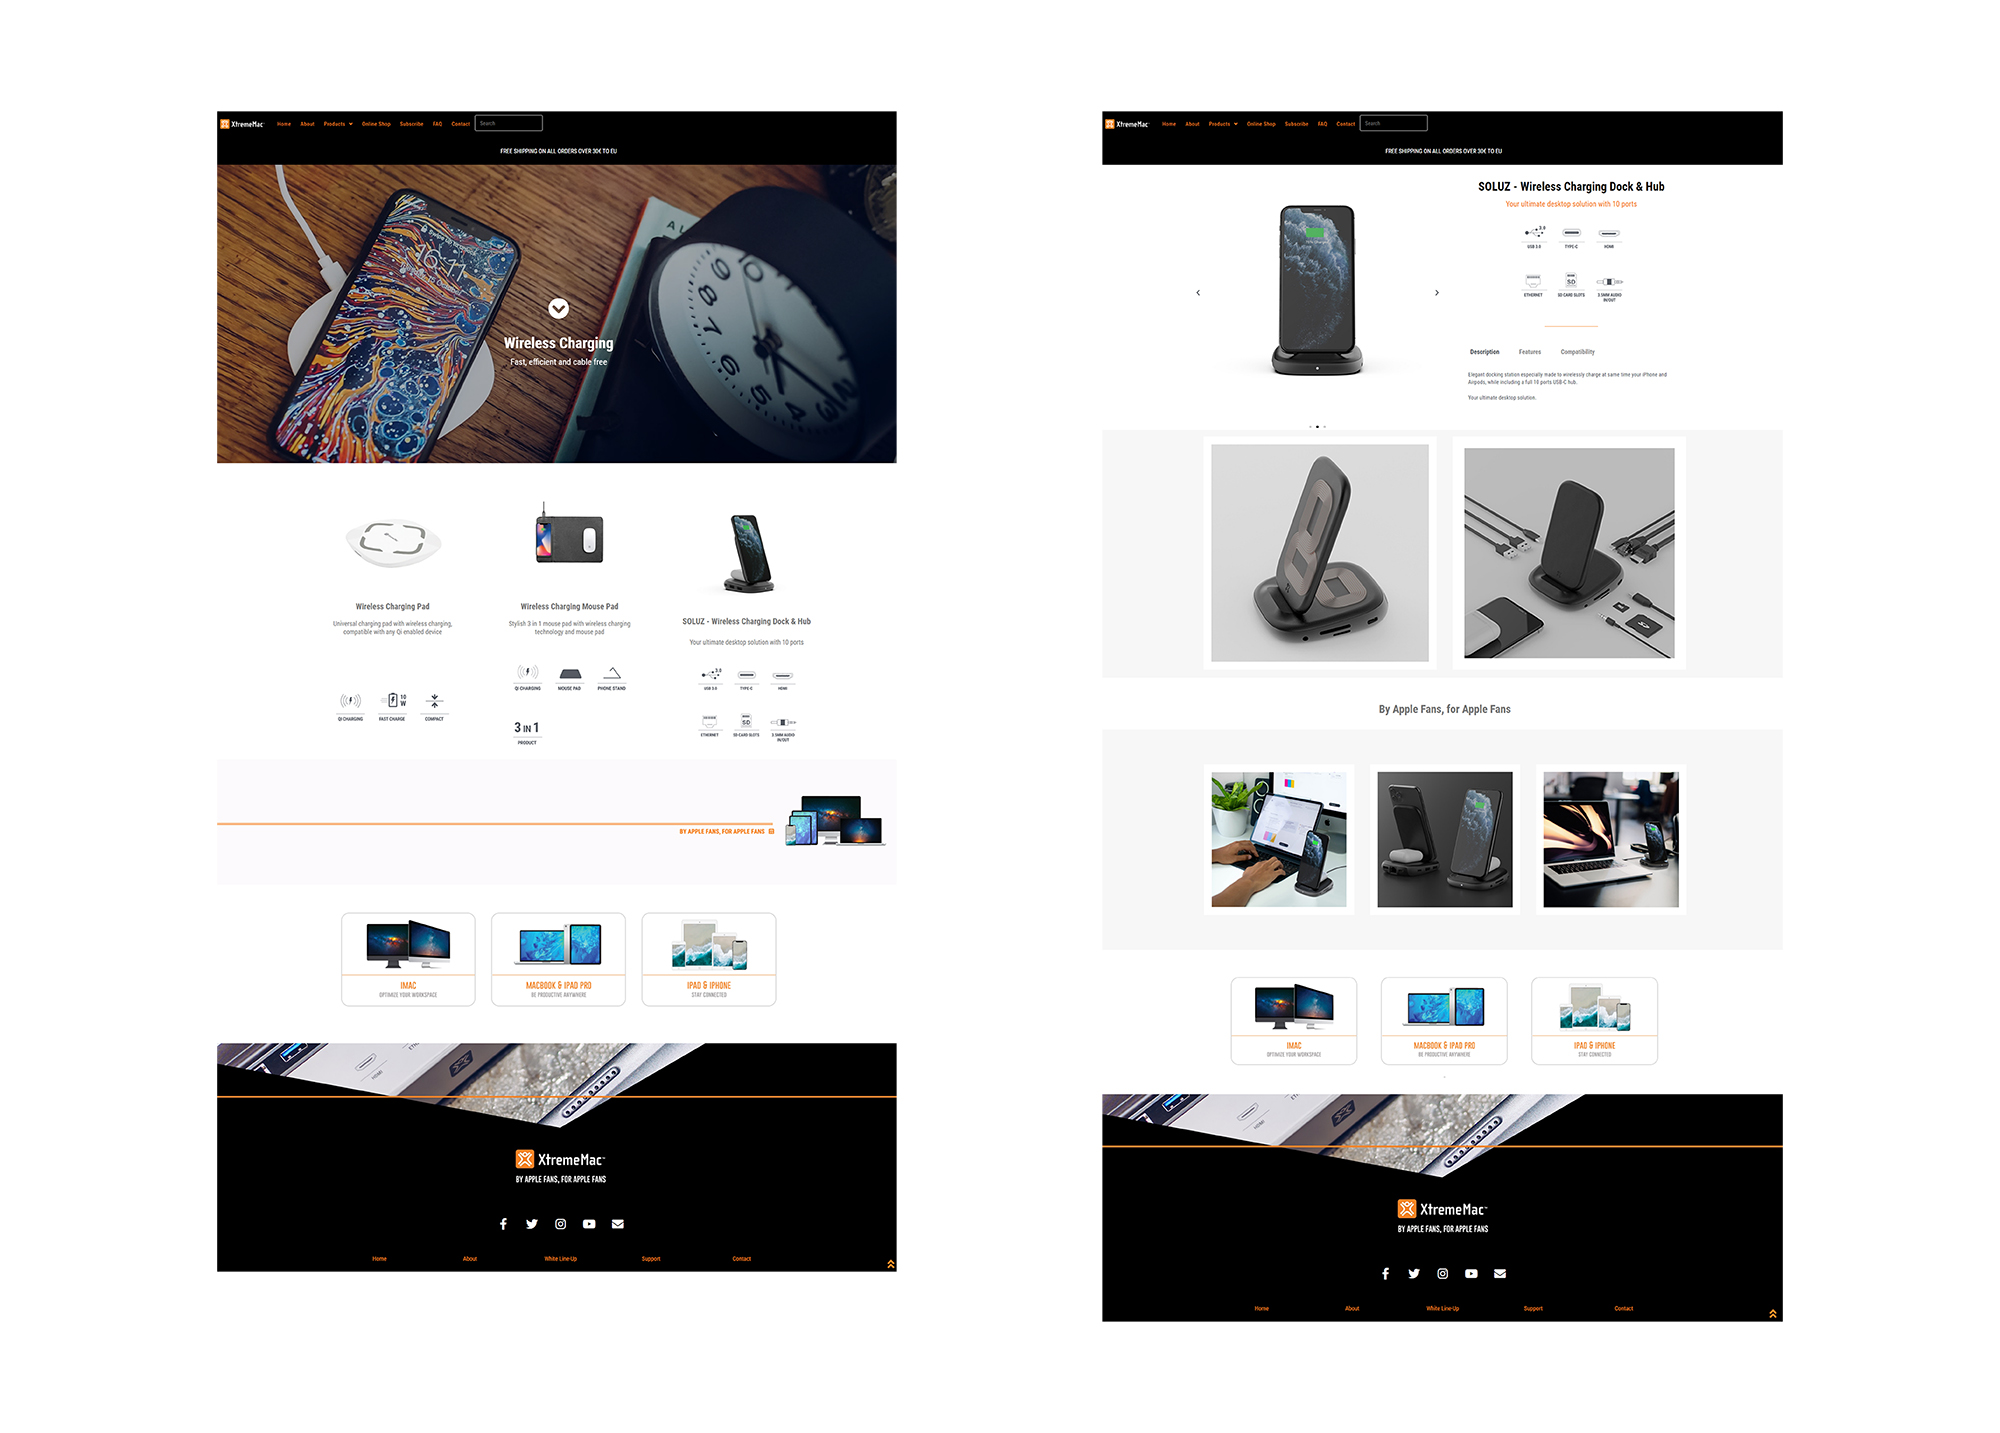 XtremeMac
Home About Products Online Shop Subscribe FAQ Contact Search
FREE SHIPPING ON ALL ORDERS OVER 30€ TO EU
Wireless Charging
Fast, efficient and cable free
Wireless Charging Pad
Universal charging pad with wireless charging,
compatible with any Qi enabled device
QI CHARGING
10 W
FAST CHARGE
COMPACT
Wireless Charging Mouse Pad
Stylish 3 in 1 mouse pad with wireless charging
technology and mouse pad
QI CHARGING
MOUSE PAD
PHONE STAND
3 IN 1
PRODUCT
SOLUZ - Wireless Charging Dock & Hub
Your ultimate desktop solution with 10 ports
3.0
USB 3.0
TYPE-C
HDMI
ETHERNET
SD
SD CARD SLOTS
3.5MM AUDIO
IN/OUT
BY APPLE FANS, FOR APPLE FANS
IMAC
OPTIMIZE YOUR WORKSPACE
MACBOOK & IPAD PRO
BE PRODUCTIVE ANYWHERE
IPAD & IPHONE
STAY CONNECTED
HDMI
XtremeMac™
BY APPLE FANS, FOR APPLE FANS
Home About White Line-Up Support Contact
XtremeMac
Home About Products Online Shop Subscribe FAQ Contact Search
FREE SHIPPING ON ALL ORDERS OVER 30€ TO EU
SOLUZ - Wireless Charging Dock & Hub
Your ultimate desktop solution with 10 ports
3.0
USB 3.0
TYPE-C
HDMI
ETHERNET
SD
SD CARD SLOTS
3.5MM AUDIO
IN/OUT
Description Features Compatibility
Elegant docking station especially made to wirelessly charge at same time your iPhone and
Airpods, while including a full 10 ports USB-C hub.
Your ultimate desktop solution.
By Apple Fans, for Apple Fans
IMAC
OPTIMIZE YOUR WORKSPACE
MACBOOK & IPAD PRO
BE PRODUCTIVE ANYWHERE
IPAD & IPHONE
STAY CONNECTED
HDMI
XtremeMac™
BY APPLE FANS, FOR APPLE FANS
Home About White Line-Up Support Contact